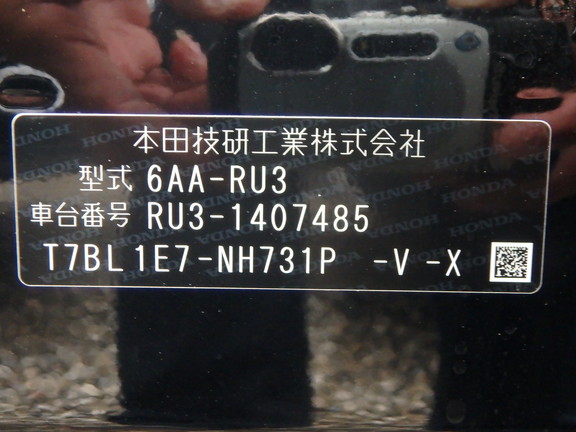 本田技研工業株式会社
型式 6AA-RU3
車台番号 RU3-1407485
T7BL1E7-NH731P -V -X